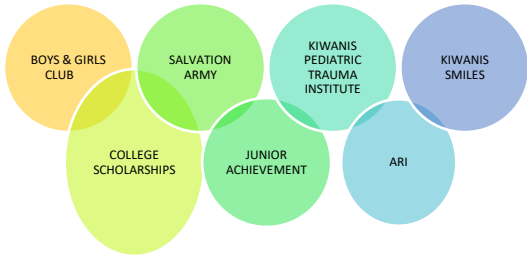 BOYS & GIRLS
CLUB
SALVATION
ARMY
KIWANIS
PEDIATRIC
TRAUMA
INSTITUTE
KIWANIS
SMILES
COLLEGE
SCHOLARSHIPS
JUNIOR
ACHIEVEMENT
ARI